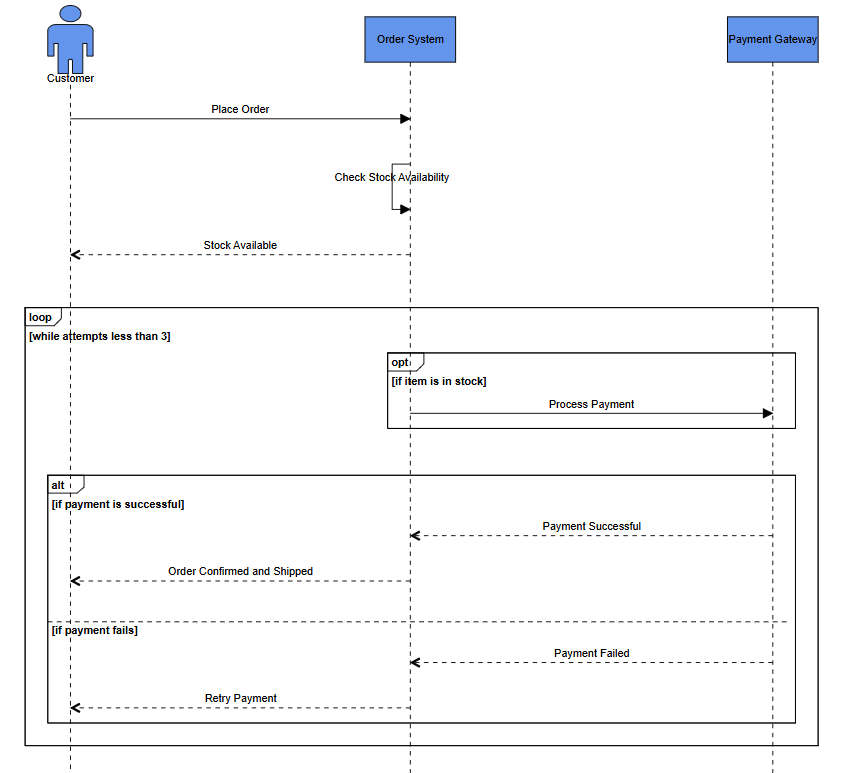 Customer
Order System
Payment Gateway
Place Order
Check Stock Availability
Stock Available
loop
[while attempts less than 3]
opt
[if item is in stock]
Process Payment
alt
[if payment is successful]
Payment Successful
Order Confirmed and Shipped
[if payment fails]
Payment Failed
Retry Payment